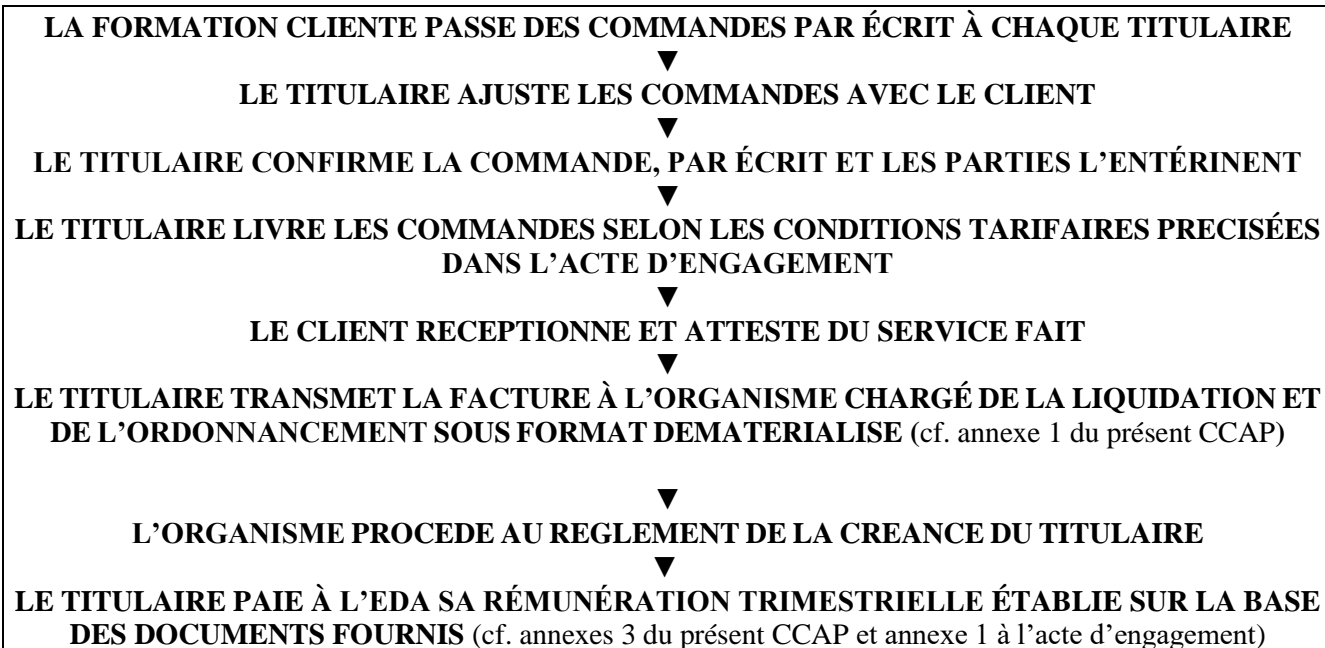 LA FORMATION CLIENTE PASSE DES COMMANDES PAR ÉCRIT À CHAQUE TITULAIRE
▼
LE TITULAIRE AJUSTE LES COMMANDES AVEC LE CLIENT
▼
LE TITULAIRE CONFIRME LA COMMANDE, PAR ÉCRIT ET LES PARTIES L’ENTÉRINENT
▼
LE TITULAIRE LIVRE LES COMMANDES SELON LES CONDITIONS TARIFAIRES PRECISÉES
DANS L’ACTE D’ENGAGEMENT
▼
LE CLIENT RECEPTIONNE ET ATTESTE DU SERVICE FAIT
▼
LE TITULAIRE TRANSMET LA FACTURE À L’ORGANISME CHARGÉ DE LA LIQUIDATION ET
DE L’ORDONNANCEMENT SOUS FORMAT DEMATERIALISE (cf. annexe 1 du présent CCAP)
▼
L’ORGANISME PROCEDE AU REGLEMENT DE LA CREANCE DU TITULAIRE
▼
LE TITULAIRE PAIE À L’EDA SA RÉMUNÉRATION TRIMESTRIELLE ÉTABLIE SUR LA BASE
DES DOCUMENTS FOURNIS (cf. annexes 3 du présent CCAP et annexe 1 à l’acte d’engagement)